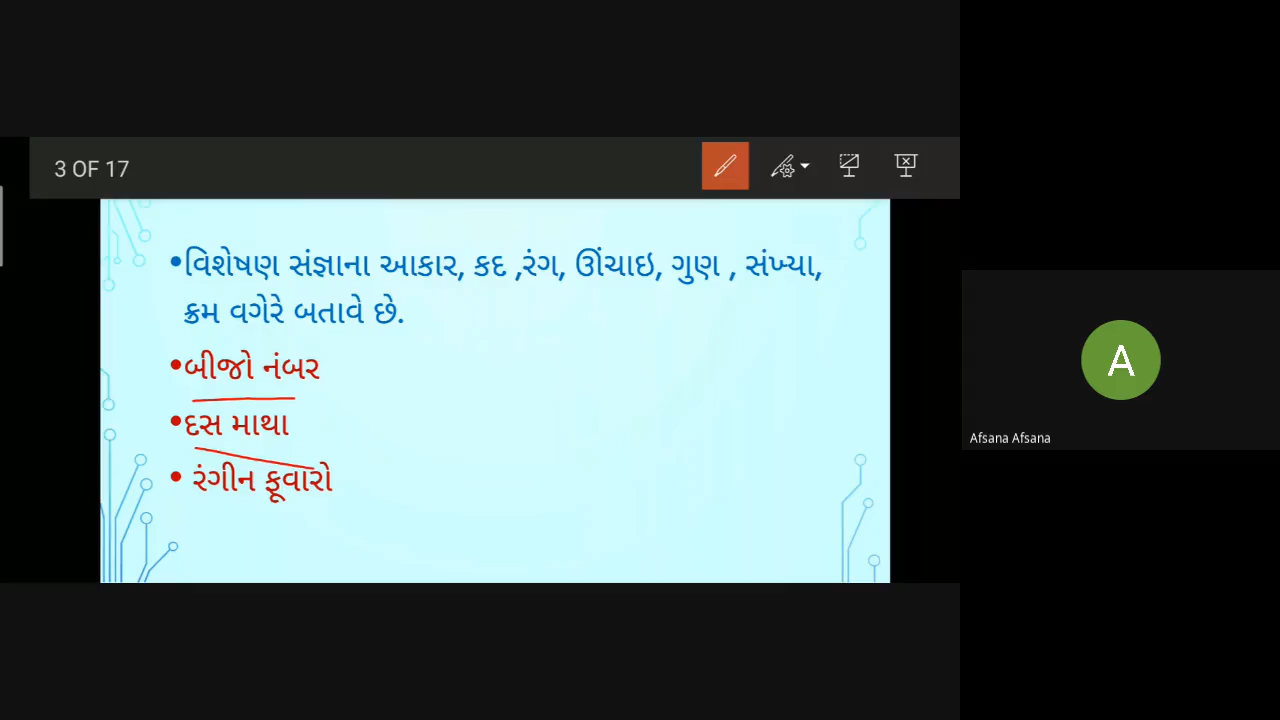 3 OF 17
•વિશેષણ સંજ્ઞાના આકાર, કદ ,રંગ, ઊંચાઇ, ગુણ , સંખ્યા,
ક્રમ વગેરે બતાવે છે.
•બીજો નંબર
•દસ માથા
• રંગીન ફૂવારો
A
Afsana Afsana